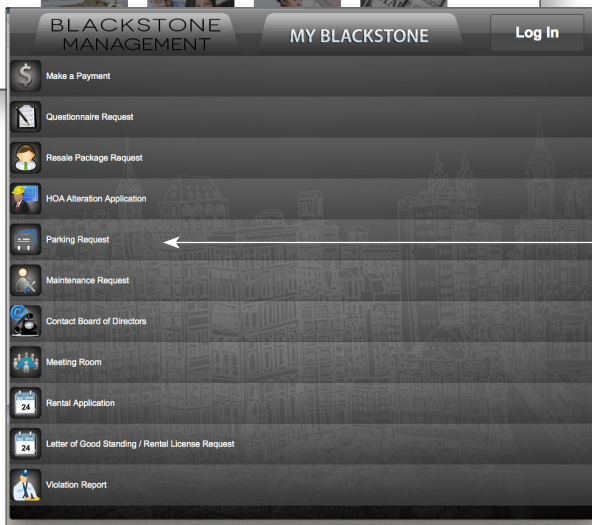 BLACKSTONE
MANAGEMENT
MY BLACKSTONE
Log In
Make a Payment
Questionnaire Request
Resale Package Request
HOA Alteration Application
Parking Request
Maintenance Request
Contact Board of Directors
Meeting Room
24
Rental Application
24
Letter of Good Standing / Rental License Request
Violation Report